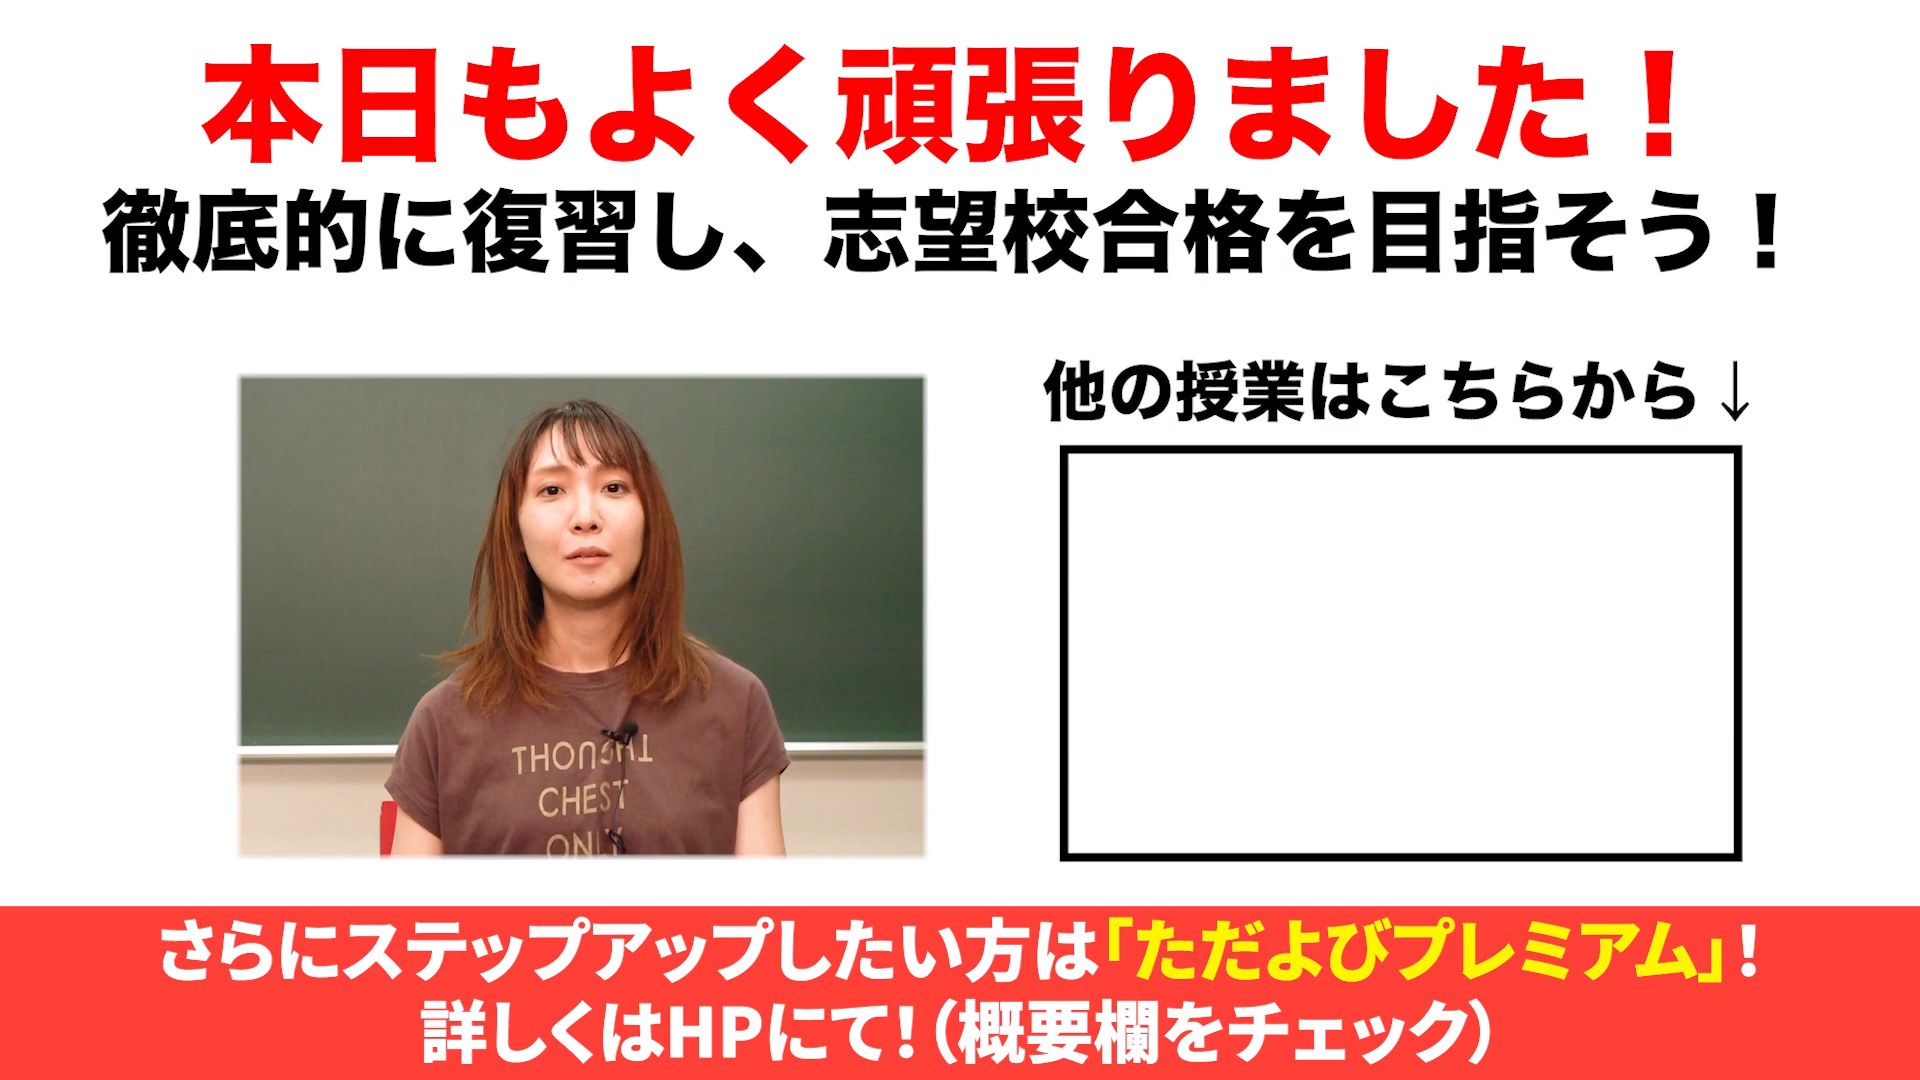 本日もよく頑張りました！
徹底的に復習し、志望校合格を目指そう！
他の授業はこちらから↓
THOUGHT
CHEST
ONLY
さらにステップアップしたい方は「ただよびプレミアム」！
詳しくはHPにて！（概要欄をチェック）